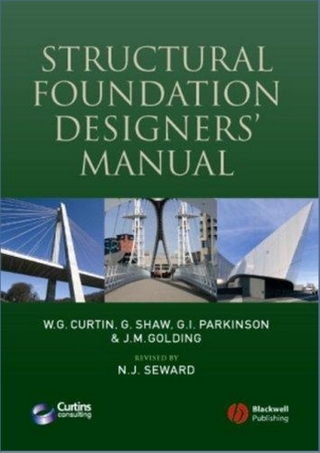 STRUCTURAL
FOUNDATION
DESIGNERS’
MANUAL
W.G. CURTIN, G. SHAW, G.I. PARKINSON
& J.M. GOLDING
REVISED BY
N.J. SEWARD
Curtins
consulting
Blackwell
Publishing